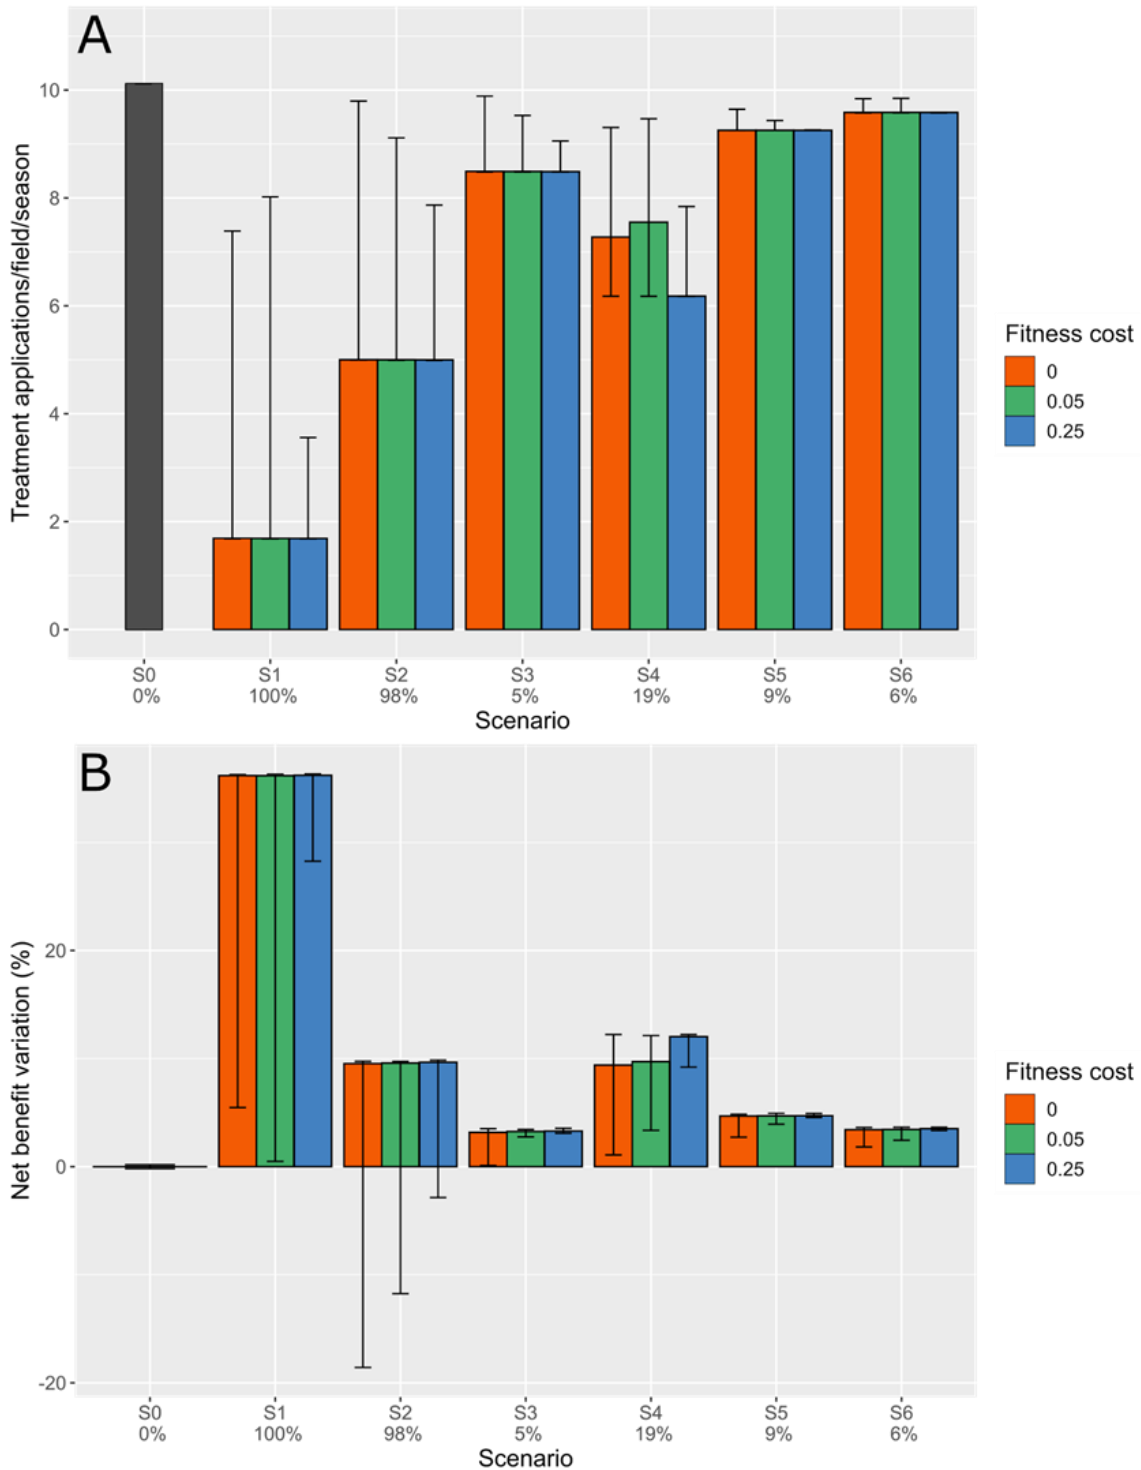 A
Treatment applications/field/season
10
8
6
4
2
0
S0 S1 S2 S3 S4 S5 S6
0% 100% 98% 5% 19% 9% 6%
Scenario
Fitness cost
0
0.05
0.25
B
Net benefit variation (%)
20
0
-20
S0 S1 S2 S3 S4 S5 S6
0% 100% 98% 5% 19% 9% 6%
Scenario
Fitness cost
0
0.05
0.25